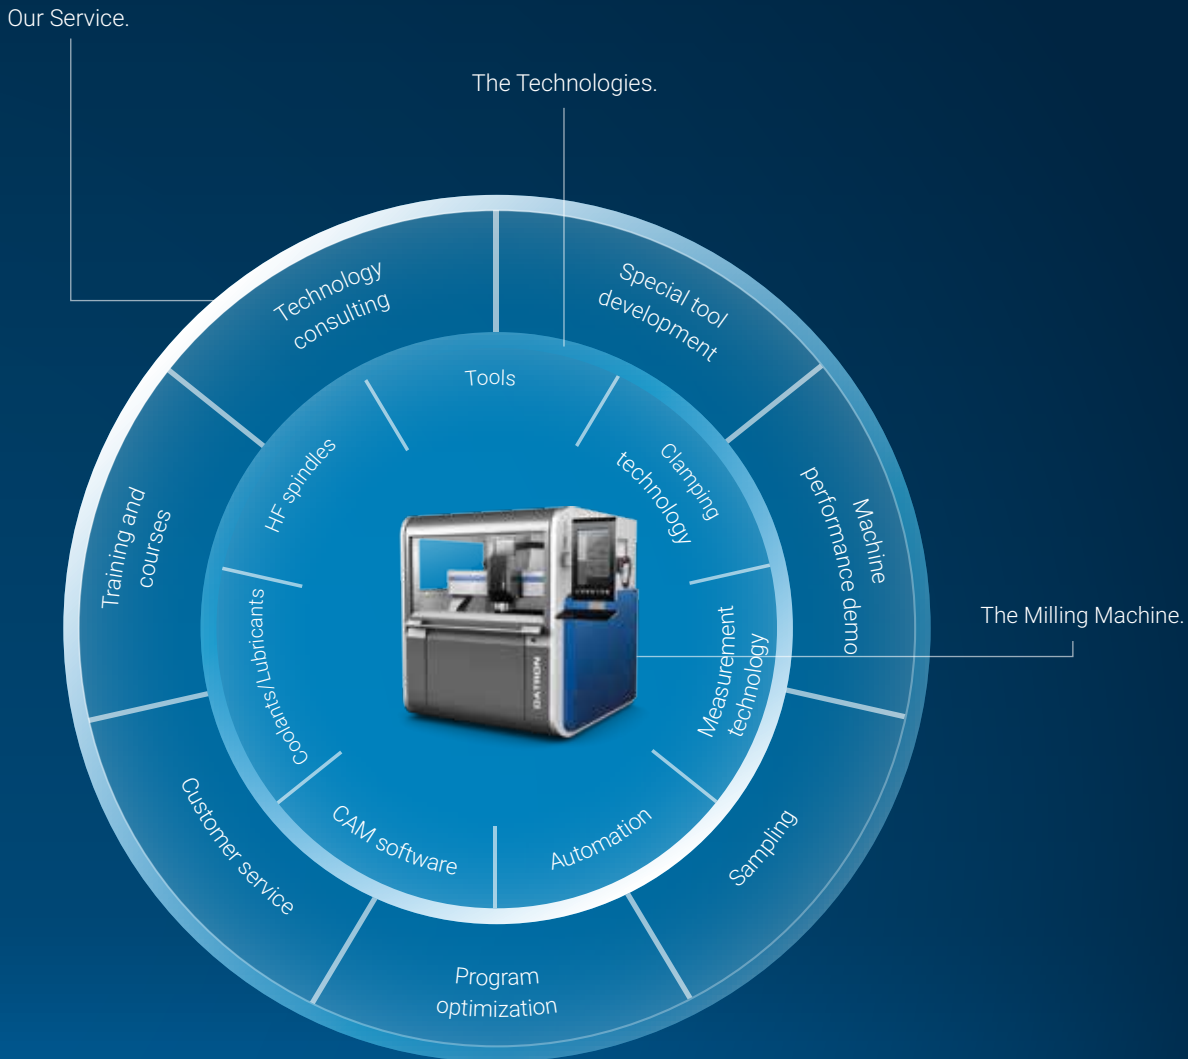 Our Service.
The Technologies.
Technology
consulting
Special tool
development
Tools
HF spindles
Clamping
technology
Training and
courses
Machine
performance demo
Coolants/Lubricants
Measurement
technology
The Milling Machine.
DATRON
Customer service
CAM software
Automation
Sampling
Program
optimization